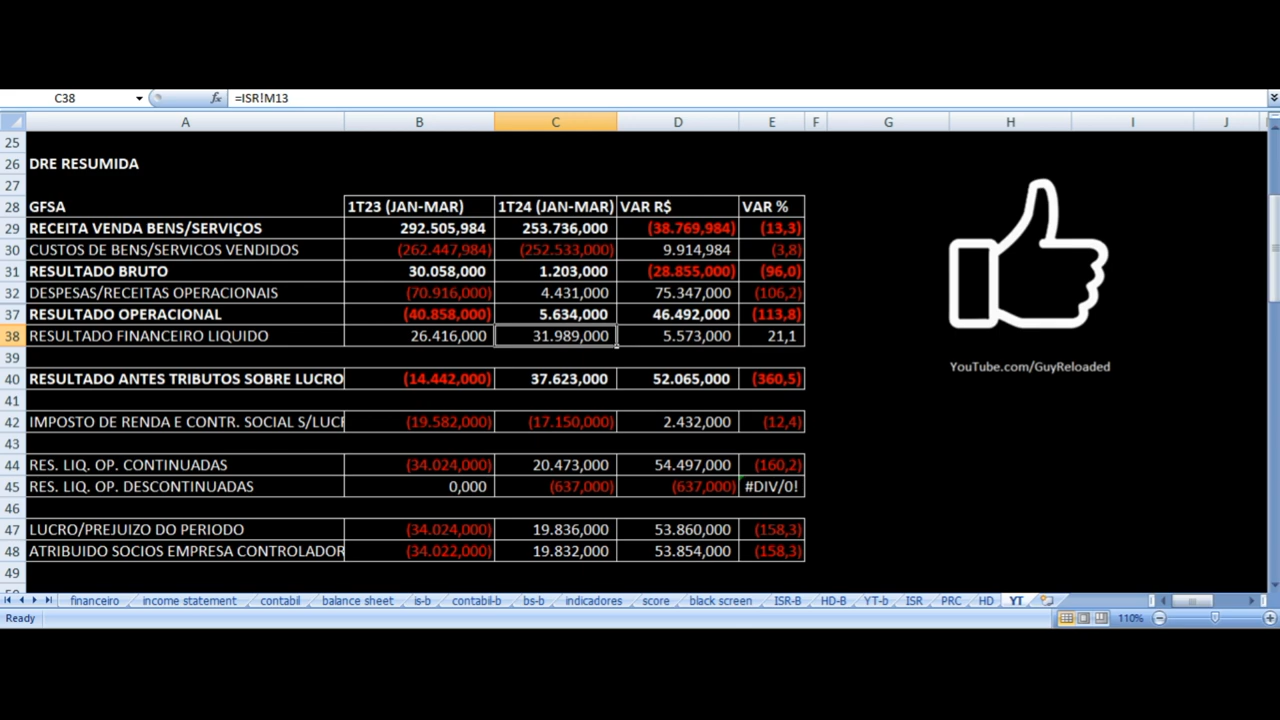 C38 fx =ISR!M13
A B C D E F G H I J
25
26 DRE RESUMIDA
27
28 GFSA 1T23 (JAN-MAR) 1T24 (JAN-MAR) VAR R$ VAR %
29 RECEITA VENDA BENS/SERVIÇOS 292.505,984 253.736,000 (38.769,984) (13,3)
30 CUSTOS DE BENS/SERVICOS VENDIDOS (262.447,984) (252.533,000) 9.914,984 (3,8)
31 RESULTADO BRUTO 30.058,000 1.203,000 (28.855,000) (96,0)
32 DESPESAS/RECEITAS OPERACIONAIS (70.916,000) 4.431,000 75.347,000 (106,2)
37 RESULTADO OPERACIONAL (40.858,000) 5.634,000 46.492,000 (113,8)
38 RESULTADO FINANCEIRO LIQUIDO 26.416,000 31.989,000 5.573,000 21,1
39
40 RESULTADO ANTES TRIBUTOS SOBRE LUCRO (14.442,000) 37.623,000 52.065,000 (360,5)
41
42 IMPOSTO DE RENDA E CONTR. SOCIAL S/LUCR (19.582,000) (17.150,000) 2.432,000 (12,4)
43
44 RES. LIQ. OP. CONTINUADAS (34.024,000) 20.473,000 54.497,000 (160,2)
45 RES. LIQ. OP. DESCONTINUADAS 0,000 (637,000) (637,000) #DIV/0!
46
47 LUCRO/PREJUIZO DO PERIODO (34.024,000) 19.836,000 53.860,000 (158,3)
48 ATRIBUIDO SOCIOS EMPRESA CONTROLADOR (34.022,000) 19.832,000 53.854,000 (158,3)
49
YouTube.com/GuyReloaded
financeiro income statement contabil balance sheet is-b contabil-b bs-b indicadores score black screen ISR-B HD-B YT-b ISR PRC HD YT
Ready 110%